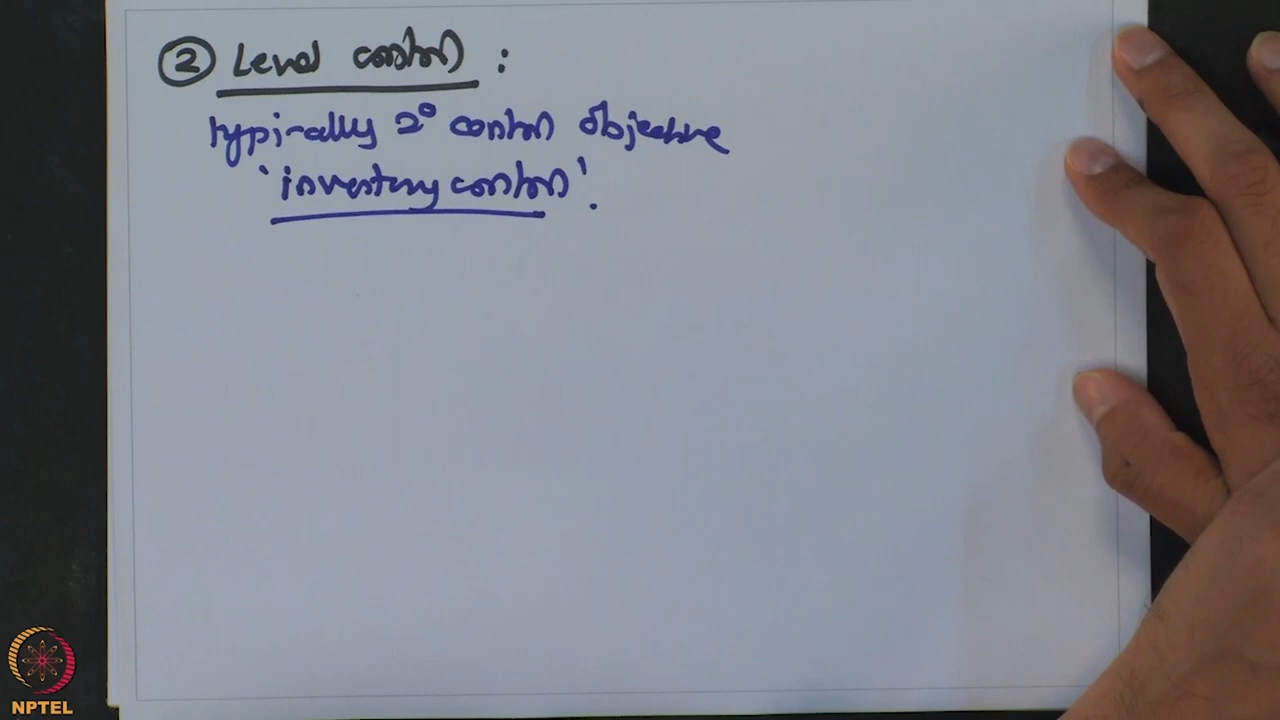 ② Level control :
typically 2° control objective
'inventory control'.
NPTEL